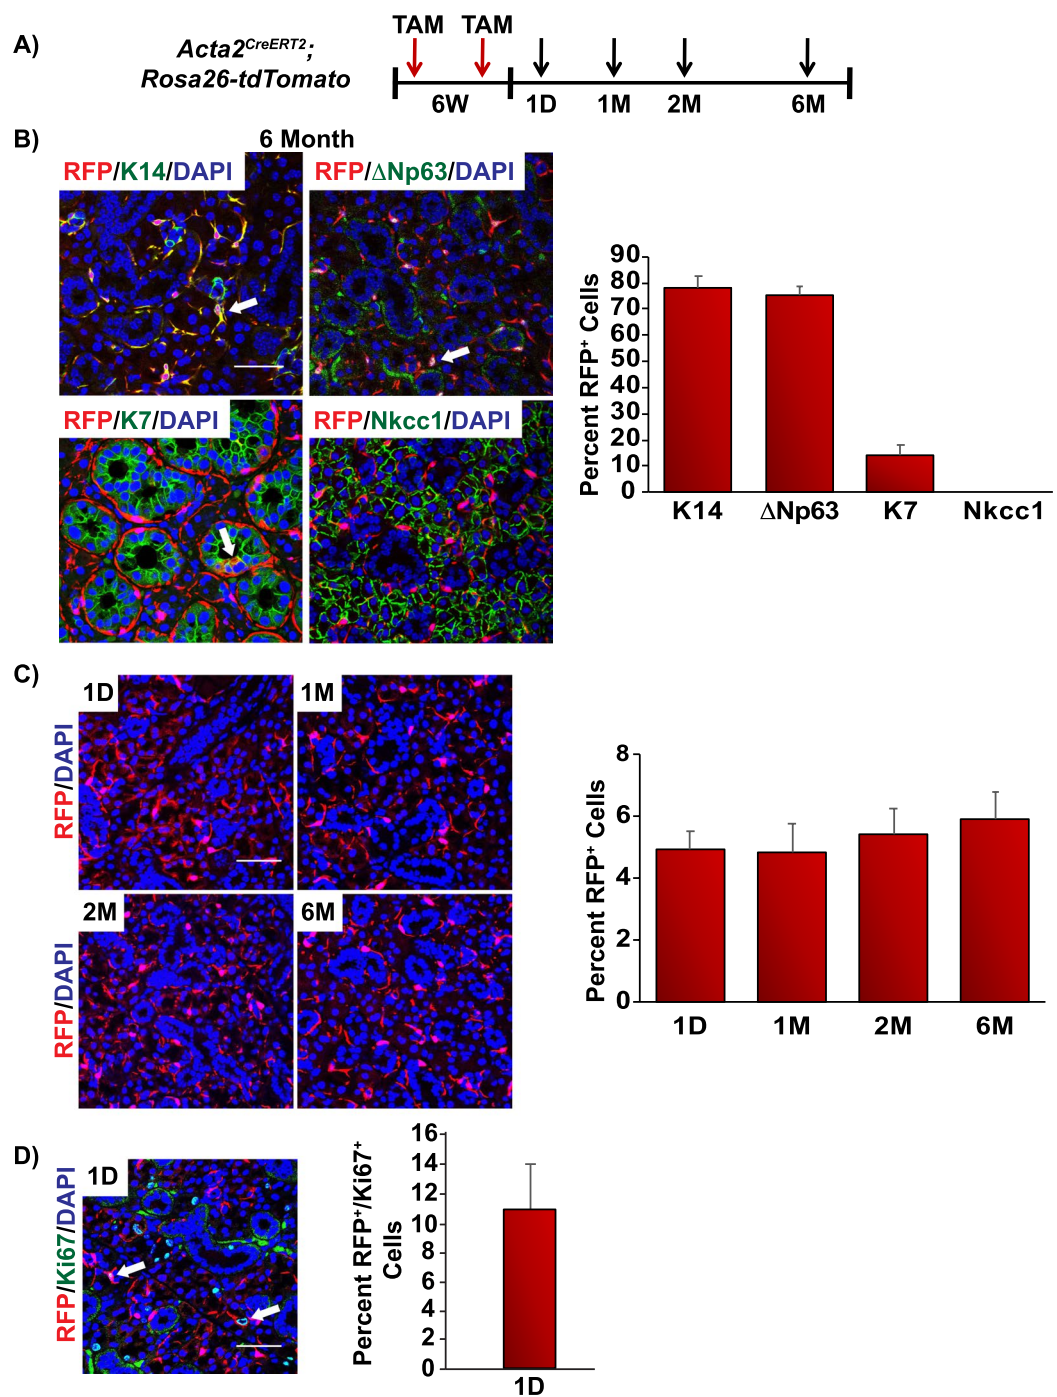 A)
Acta2CreERT2;
Rosa26-tdTomato
TAM TAM
6W 1D 1M 2M 6M
B)
6 Month
RFP/K14/DAPI
RFP/ΔNp63/DAPI
RFP/K7/DAPI
RFP/Nkcc1/DAPI
Percent RFP+ Cells
90
80
70
60
50
40
30
20
10
0
K14 ΔNp63 K7 Nkcc1
C)
RFP/DAPI
1D
1M
RFP/DAPI
2M
6M
Percent RFP+ Cells
8
6
4
2
0
1D 1M 2M 6M
D)
RFP/Ki67/DAPI
1D
Percent RFP+/Ki67+
Cells
16
14
12
10
8
6
4
2
0
1D